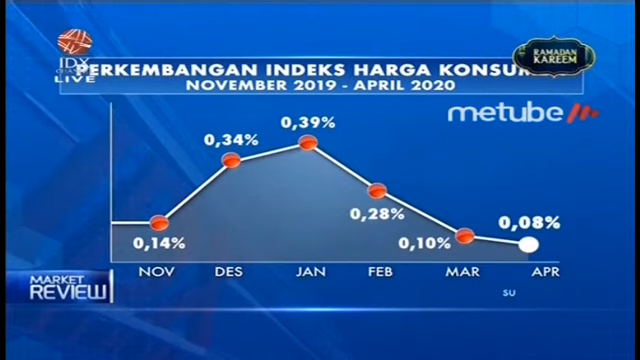 IDX
CHANNEL
LIVE
RAMADAN
KAREEM
PERKEMBANGAN INDEKS HARGA KONSUM
NOVEMBER 2019 - APRIL 2020
metube
0,14%
0,34%
0,39%
0,28%
0,10%
0,08%
NOV DES JAN FEB MAR APR
MARKET
REVIEW
SU